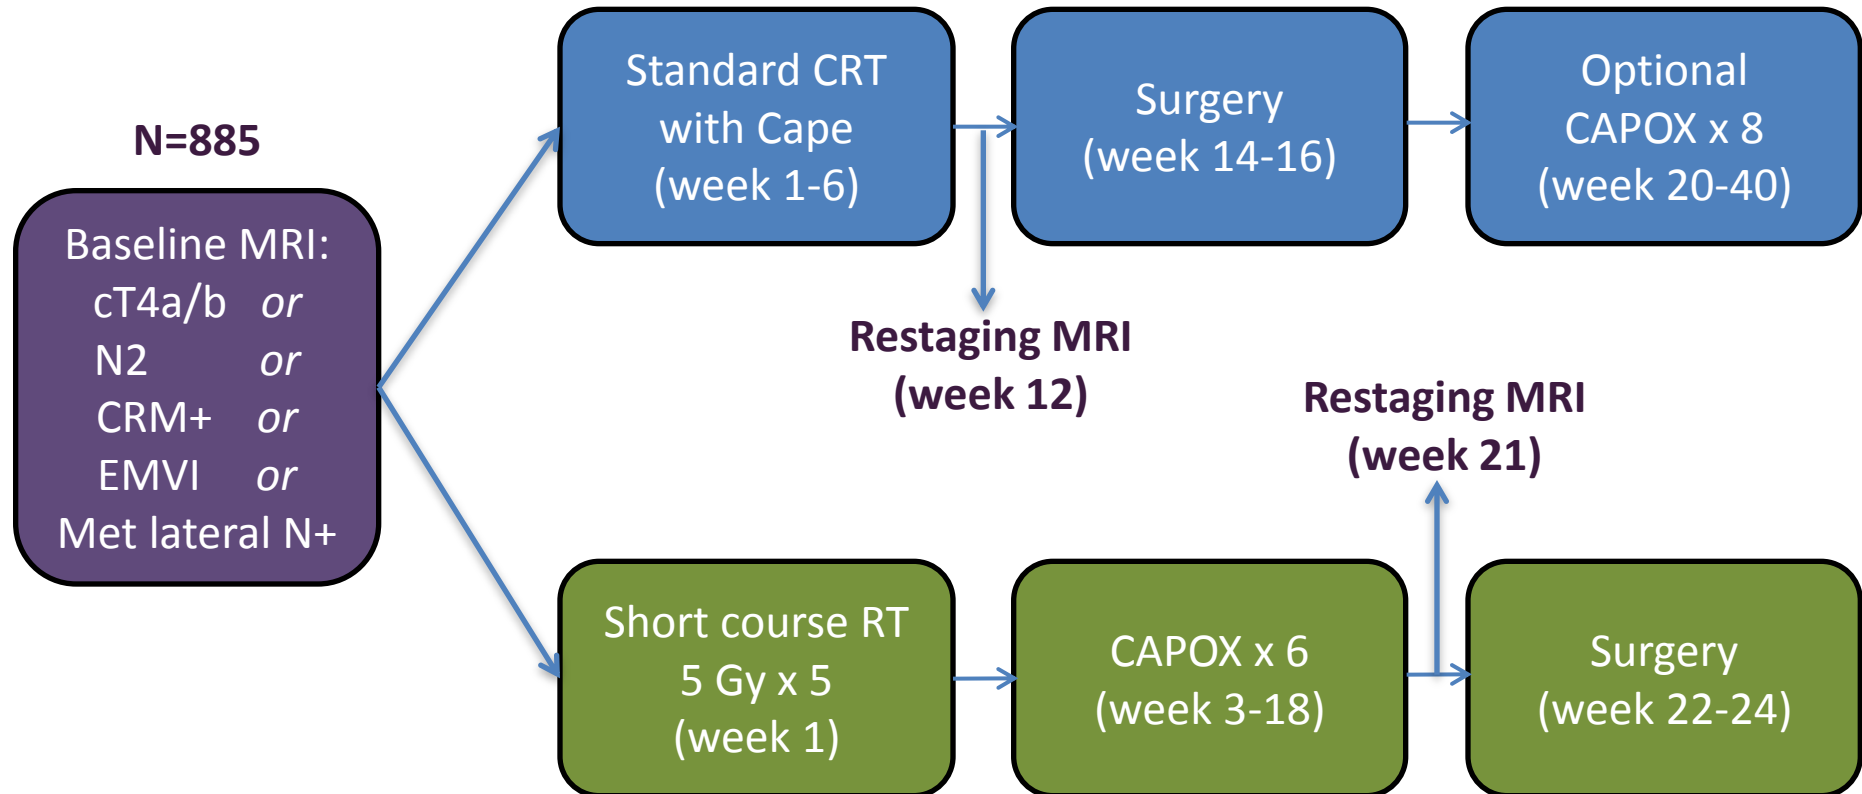 N=885
Baseline MRI:
cT4a/b or
N2 or
CRM+ or
EMVI or
Met lateral N+
Standard CRT
with Cape
(week 1-6)
Surgery
(week 14-16)
Optional
CAPOX x 8
(week 20-40)
Restaging MRI
(week 12)
Restaging MRI
(week 21)
Short course RT
5 Gy x 5
(week 1)
CAPOX x 6
(week 3-18)
Surgery
(week 22-24)